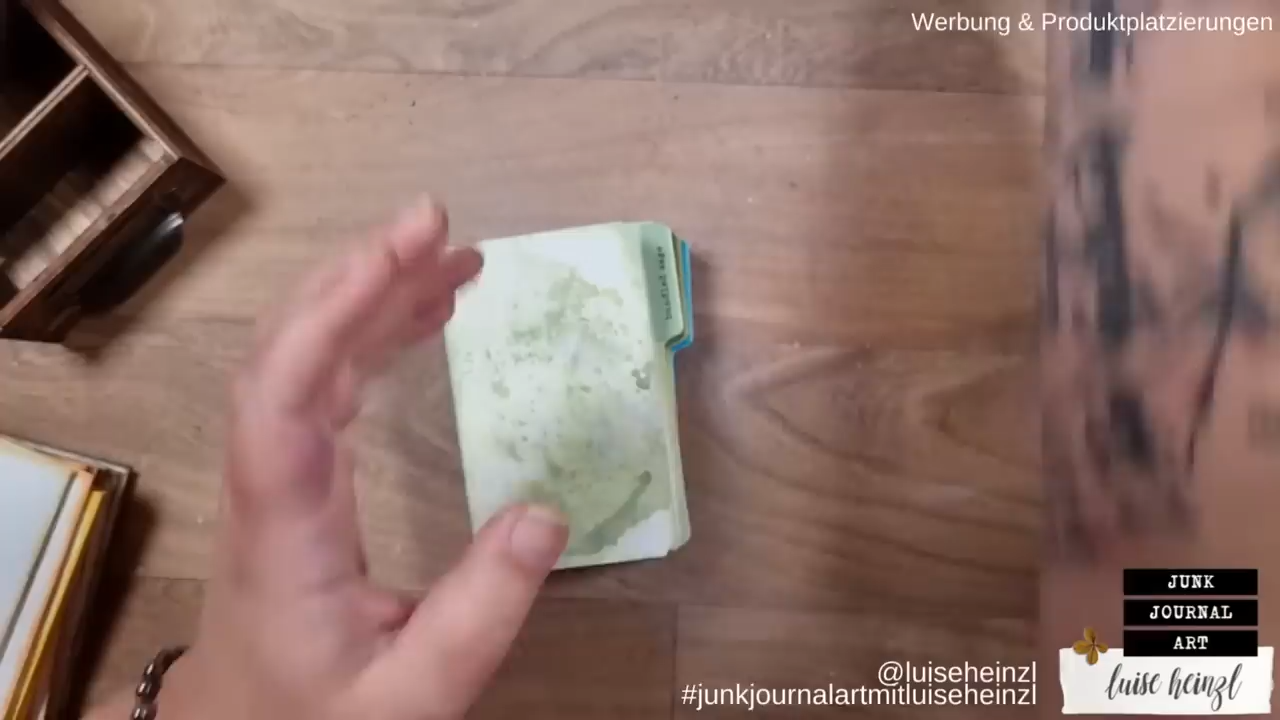 Werbung & Produktplatzierungen
JUNK
JOURNAL
ART
@luiseheinzl
luise heinzl
#junkjournalartmitluiseheinzl